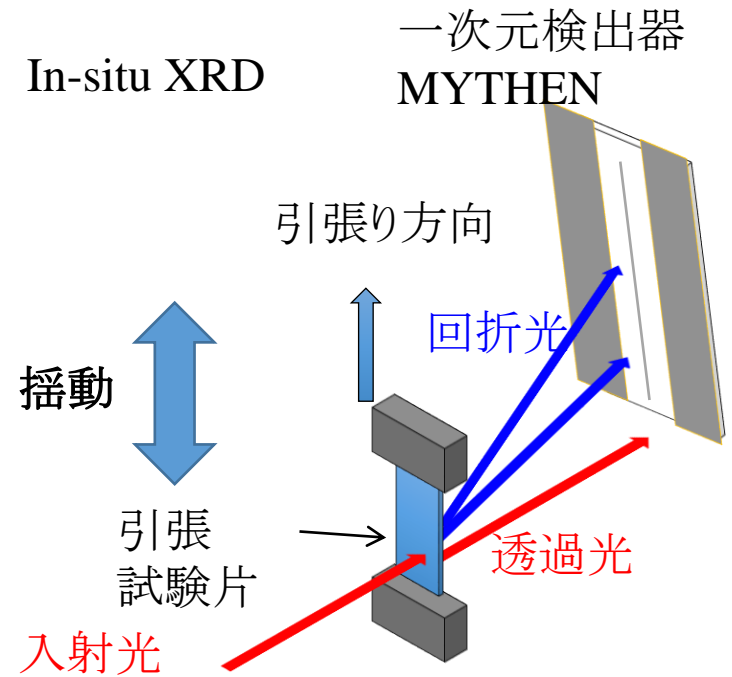 In-situ XRD
一次元検出器
MYTHEN
引張り方向
回折光
揺動
引張
試験片
透過光
入射光